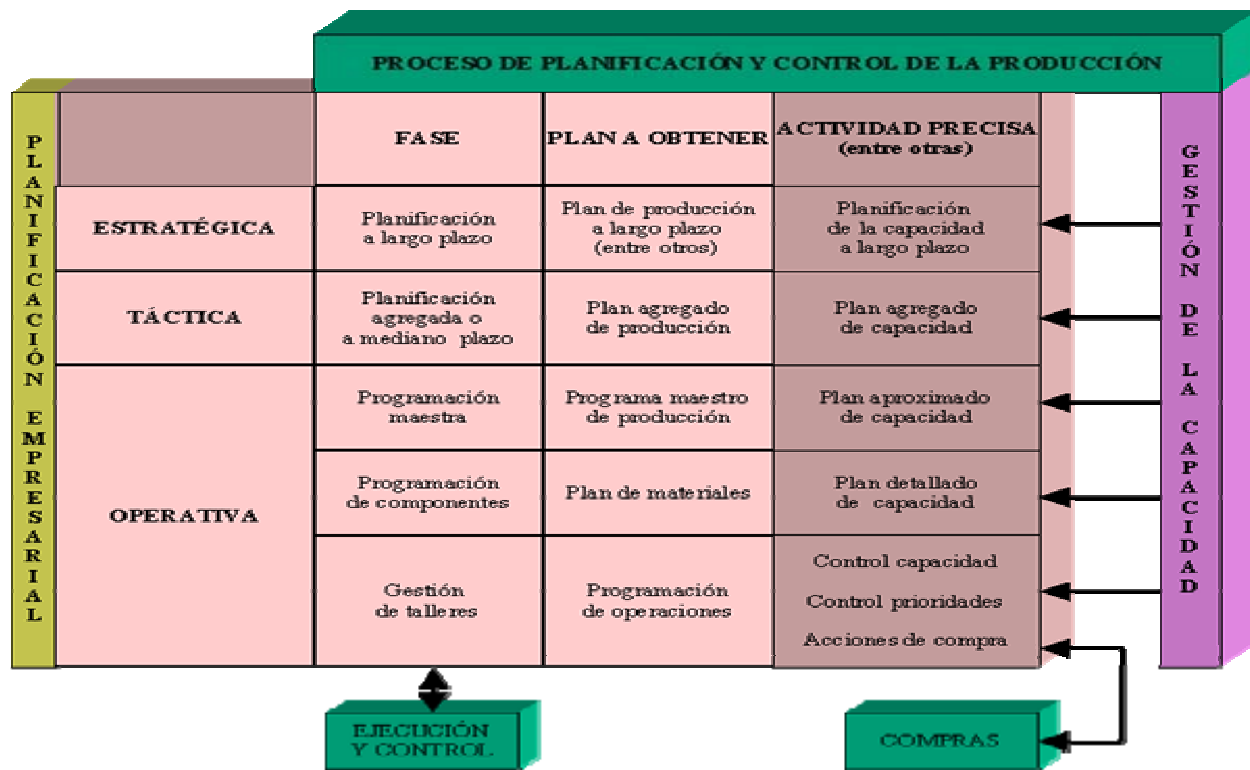 PROCESO DE PLANIFICACIÓN Y CONTROL DE LA PRODUCCIÓN
PLANIFICACIÓN EMPRESARIAL
FASE
PLAN A OBTENER
ACTIVIDAD PRECISA
(entre otras)
GESTIÓN DE LA CAPACIDAD
ESTRATÉGICA
Planificación
a largo plazo
Plan de producción
a largo plazo
(entre otros)
Planificación
de la capacidad
a largo plazo
TÁCTICA
Planificación
agregada o
a mediano plazo
Plan agregado
de producción
Plan agregado
de capacidad
OPERATIVA
Programación
maestra
Programa maestro
de producción
Plan aproximado
de capacidad
Programación
de componentes
Plan de materiales
Plan detallado
de capacidad
Gestión
de talleres
Programación
de operaciones
Control capacidad
Control prioridades
Acciones de compra
EJECUCIÓN
Y CONTROL
COMPRAS